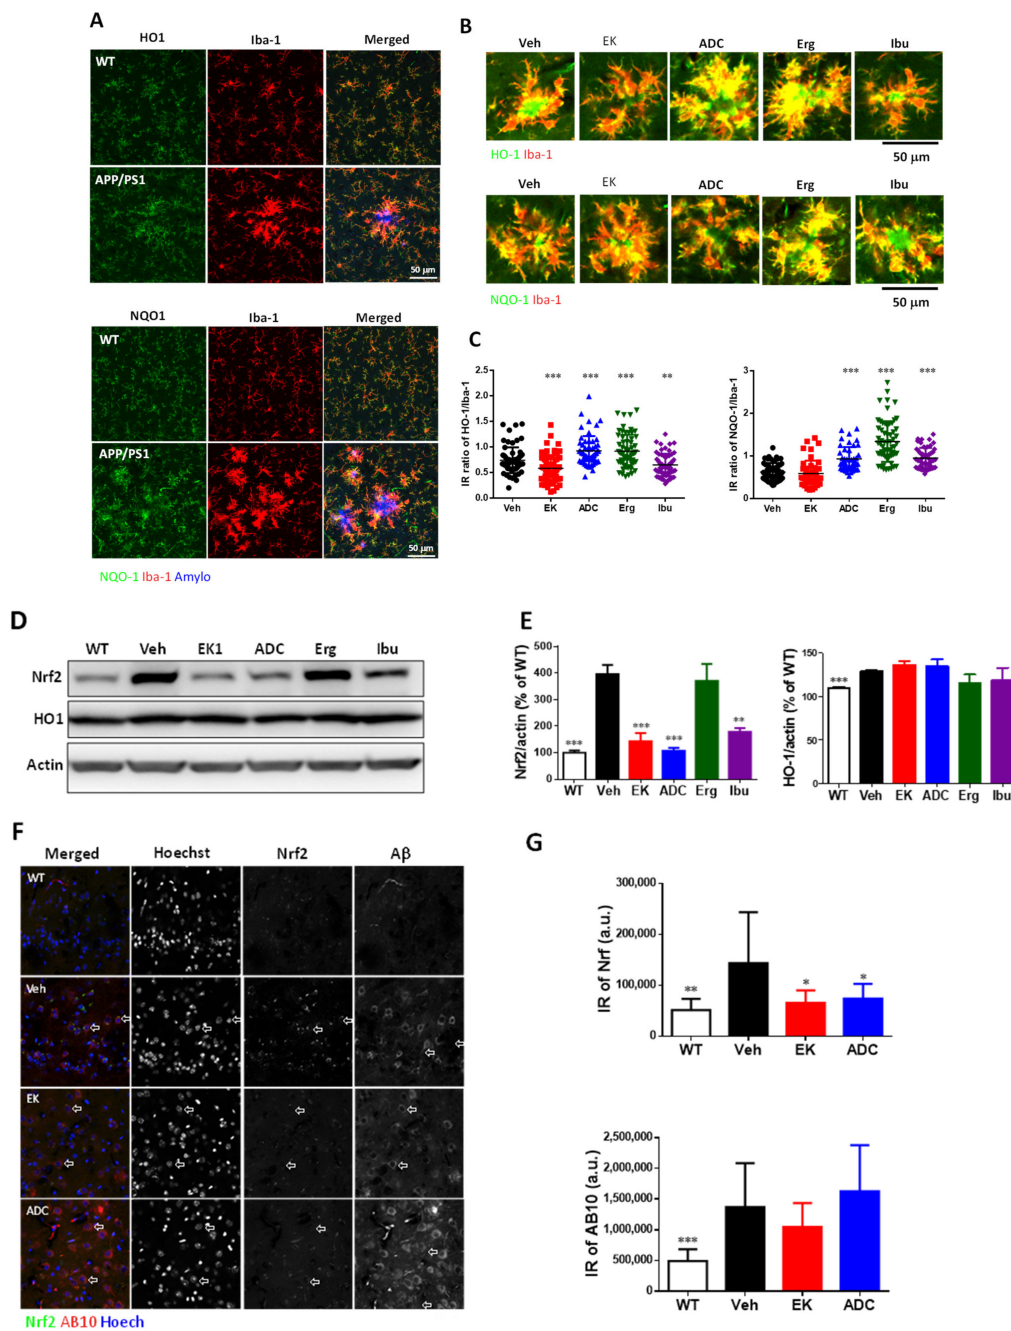 A
HO1 Iba-1 Merged
WT
APP/PS1
50 µm
NQO1 Iba-1 Merged
WT
APP/PS1
50 µm
NQO-1 Iba-1 Amylo
B
Veh EK ADC Erg Ibu
HO-1 Iba-1
50 µm
Veh EK ADC Erg Ibu
NQO-1 Iba-1
50 µm
C
IR ratio of HO-1/Iba-1
2.5
2.0
1.5
1.0
0.5
0.0
*** *** *** **
Veh EK ADC Erg Ibu
IR ratio of NQO-1/Iba-1
3
2
1
0
*** *** ***
Veh EK ADC Erg Ibu
D
WT Veh EK1 ADC Erg Ibu
Nrf2
HO1
Actin
E
Nrf2/actin (% of WT)
500
400
300
200
100
0
*** *** *** **
WT Veh EK ADC Erg Ibu
HO-1/actin (% of WT)
150
100
50
0
***
WT Veh EK ADC Erg Ibu
F
Merged Hoechst Nrf2 Aβ
WT
Veh
EK
ADC
Nrf2 AB10 Hoech
G
IR of Nrf (a.u.)
300,000
200,000
100,000
0
** * *
WT Veh EK ADC
IR of AB10 (a.u.)
2,500,000
2,000,000
1,500,000
1,000,000
500,000
0
***
WT Veh EK ADC